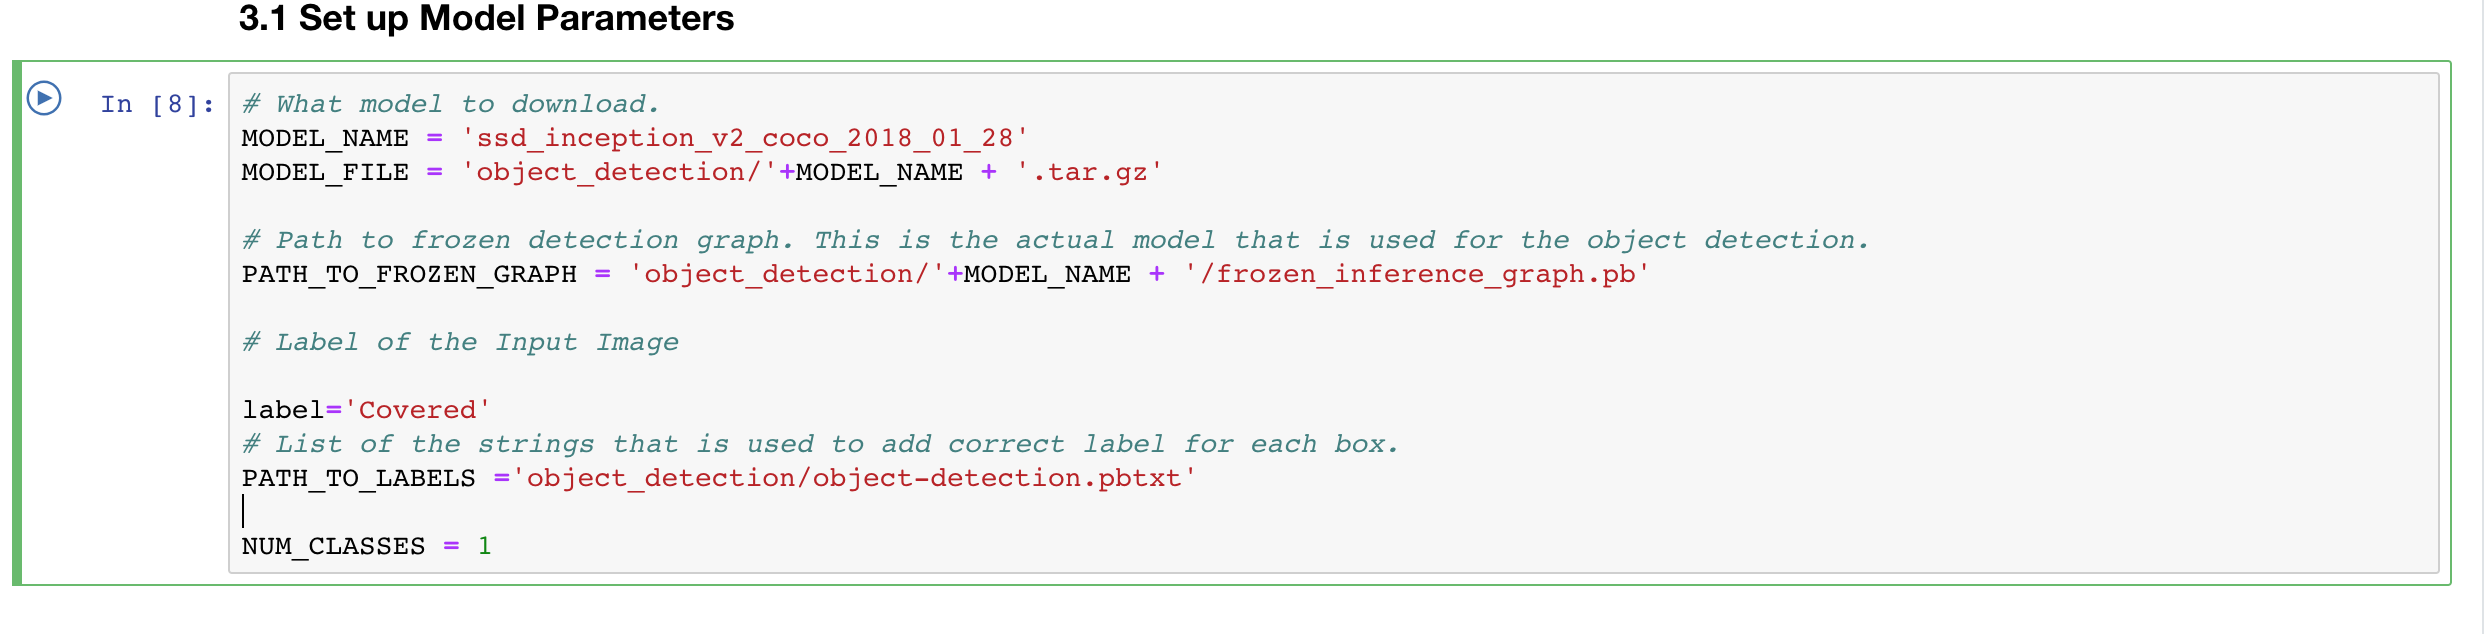 3.1 Set up Model Parameters
In [8]:
# What model to download.
MODEL_NAME = 'ssd_inception_v2_coco_2018_01_28'
MODEL_FILE = 'object_detection/'+MODEL_NAME + '.tar.gz'
# Path to frozen detection graph. This is the actual model that is used for the object detection.
PATH_TO_FROZEN_GRAPH = 'object_detection/'+MODEL_NAME + '/frozen_inference_graph.pb'
# Label of the Input Image
label='Covered'
# List of the strings that is used to add correct label for each box.
PATH_TO_LABELS ='object_detection/object-detection.pbtxt'
NUM_CLASSES = 1